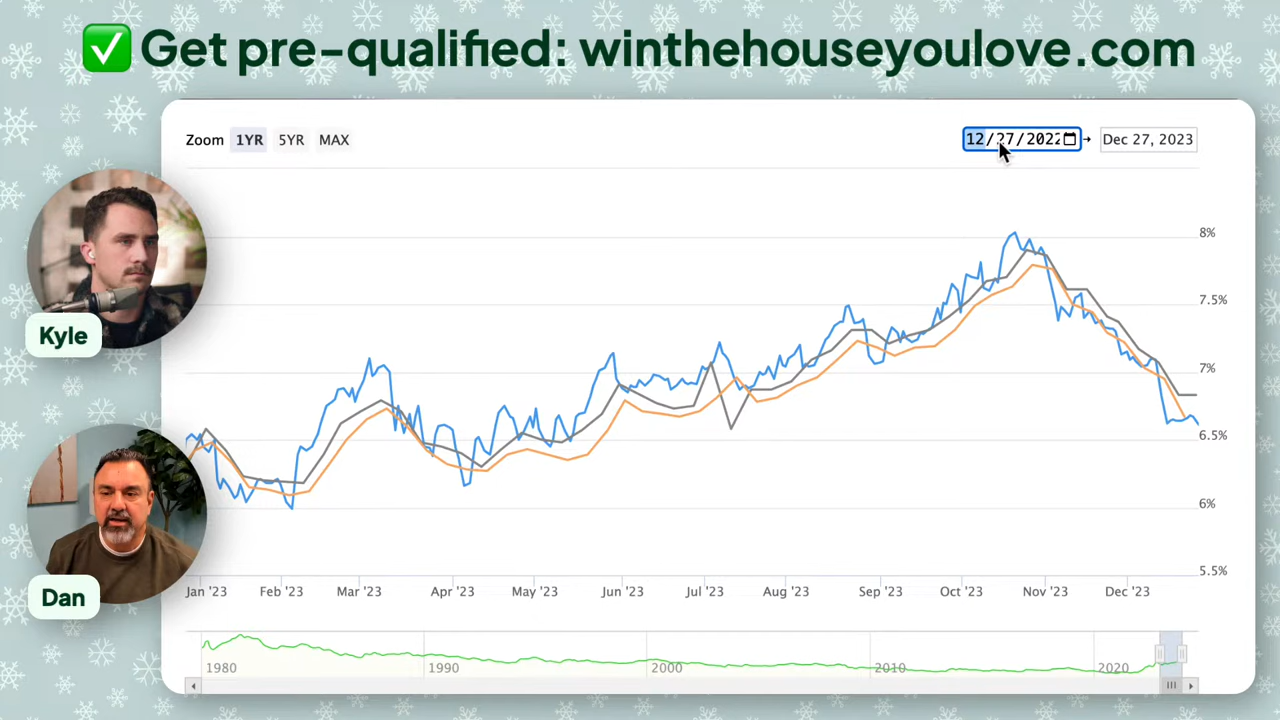 ✅ Get pre-qualified: winthehouseyoulove.com
Zoom 1YR 5YR MAX
12/27/2022 → Dec 27, 2023
8%
7.5%
7%
6.5%
6%
5.5%
Jan '23 Feb '23 Mar '23 Apr '23 May '23 Jun '23 Jul '23 Aug '23 Sep '23 Oct '23 Nov '23 Dec '23
1980 1990 2000 2010 2020
Kyle
Dan